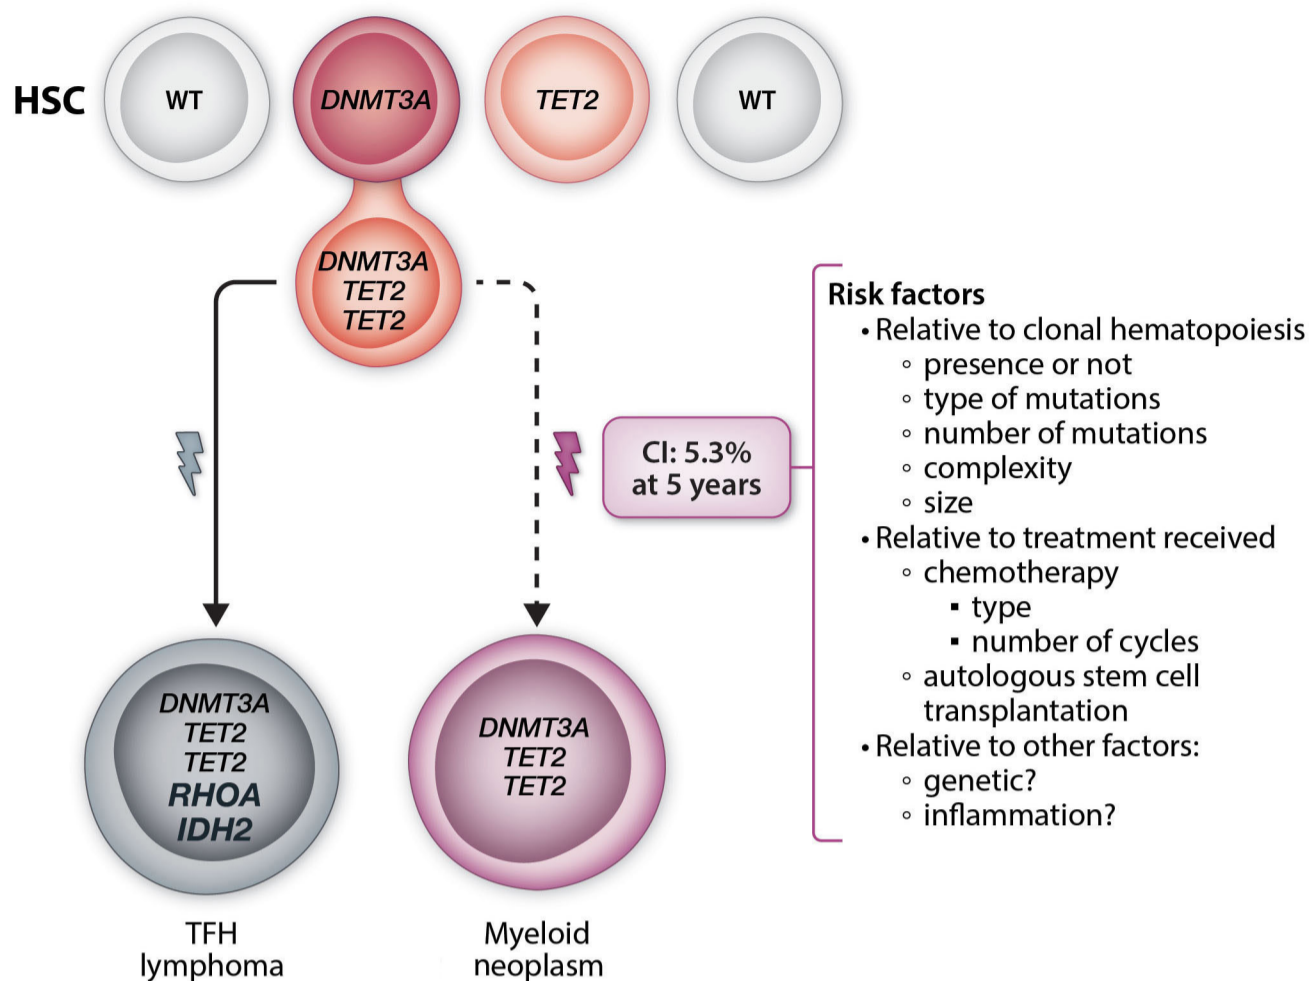 HSC
WT
DNMT3A
TET2
WT
DNMT3A
TET2
TET2
CI: 5.3%
at 5 years
Risk factors
• Relative to clonal hematopoiesis
◦ presence or not
◦ type of mutations
◦ number of mutations
◦ complexity
◦ size
• Relative to treatment received
◦ chemotherapy
▪ type
▪ number of cycles
◦ autologous stem cell
transplantation
• Relative to other factors:
◦ genetic?
◦ inflammation?
DNMT3A
TET2
TET2
RHOA
IDH2
TFH
lymphoma
DNMT3A
TET2
TET2
Myeloid
neoplasm